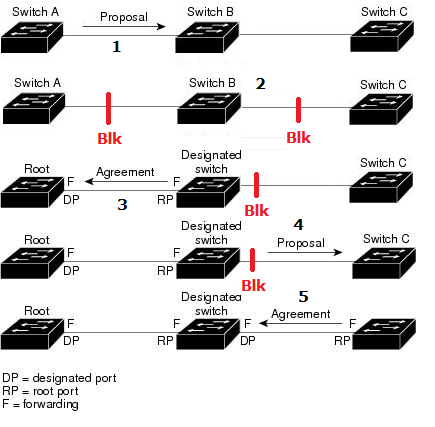 Switch A
Proposal
Switch B
Switch C
1
Switch A
Switch B
2
Switch C
Blk
Blk
Root
Agreement
Designated
switch
Switch C
F
F
DP
3
RP
Blk
Root
Designated
switch
4
Proposal
Switch C
F
F
DP
RP
Blk
Root
Designated
switch
5
Agreement
F
F
F
F
DP
RP
DP
RP
DP = designated port
RP = root port
F = forwarding